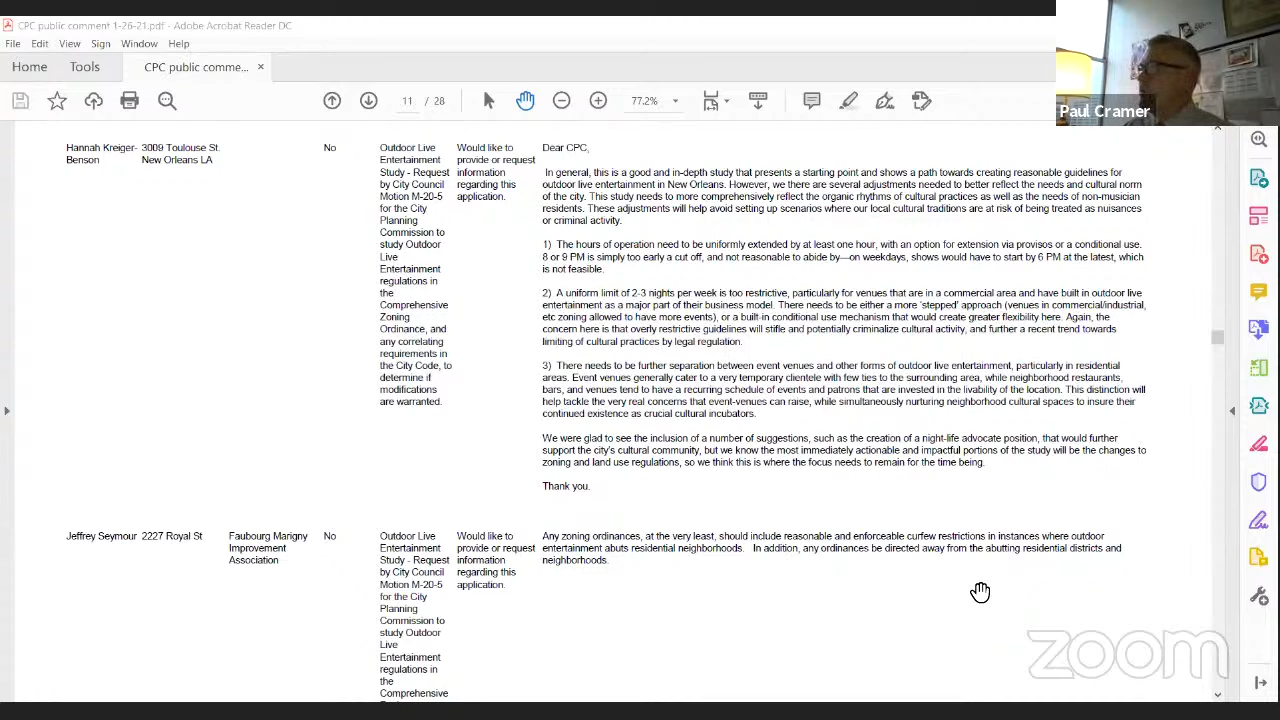 CPC public comment 1-26-21.pdf - Adobe Acrobat Reader DC
File Edit View Sign Window Help
Home Tools CPC public comme... ×
11 / 28 77.2%
Paul Cramer
Hannah Kreiger-
Benson
3009 Toulouse St.
New Orleans LA
No
Outdoor Live
Entertainment
Study - Request
by City Council
Motion M-20-5
for the City
Planning
Commission to
study Outdoor
Live
Entertainment
regulations in
the
Comprehensive
Zoning
Ordinance, and
any correlating
requirements in
the City Code, to
determine if
modifications
are warranted.
Would like to
provide or request
information
regarding this
application.
Dear CPC,
In general, this is a good and in-depth study that presents a starting point and shows a path towards creating reasonable guidelines for
outdoor live entertainment in New Orleans. However, we there are several adjustments needed to better reflect the needs and cultural norm
of the city. This study needs to more comprehensively reflect the organic rhythms of cultural practices as well as the needs of non-musician
residents. These adjustments will help avoid setting up scenarios where our local cultural traditions are at risk of being treated as nuisances
or criminal activity.
1) The hours of operation need to be uniformly extended by at least one hour, with an option for extension via provisos or a conditional use.
8 or 9 PM is simply too early a cut off, and not reasonable to abide by—on weekdays, shows would have to start by 6 PM at the latest, which
is not feasible.
2) A uniform limit of 2-3 nights per week is too restrictive, particularly for venues that are in a commercial area and have built in outdoor live
entertainment as a major part of their business model. There needs to be either a more 'stepped' approach (venues in commercial/industrial,
etc zoning allowed to have more events), or a built-in conditional use mechanism that would create greater flexibility here. Again, the
concern here is that overly restrictive guidelines will stifle and potentially criminalize cultural activity, and further a recent trend towards
limiting of cultural practices by legal regulation.
3) There needs to be further separation between event venues and other forms of outdoor live entertainment, particularly in residential
areas. Event venues generally cater to a very temporary clientele with few ties to the surrounding area, while neighborhood restaurants,
bars, and venues tend to have a recurring schedule of events and patrons that are invested in the livability of the location. This distinction will
help tackle the very real concerns that event-venues can raise, while simultaneously nurturing neighborhood cultural spaces to insure their
continued existence as crucial cultural incubators.
We were glad to see the inclusion of a number of suggestions, such as the creation of a night-life advocate position, that would further
support the city's cultural community, but we know the most immediately actionable and impactful portions of the study will be the changes to
zoning and land use regulations, so we think this is where the focus needs to remain for the time being.
Thank you.
Jeffrey Seymour
2227 Royal St
Faubourg Marigny
Improvement
Association
No
Outdoor Live
Entertainment
Study - Request
by City Council
Motion M-20-5
for the City
Planning
Commission to
study Outdoor
Live
Entertainment
regulations in
the
Comprehensive
Would like to
provide or request
information
regarding this
application.
Any zoning ordinances, at the very least, should include reasonable and enforceable curfew restrictions in instances where outdoor
entertainment abuts residential neighborhoods. In addition, any ordinances be directed away from the abutting residential districts and
neighborhoods.
zoom